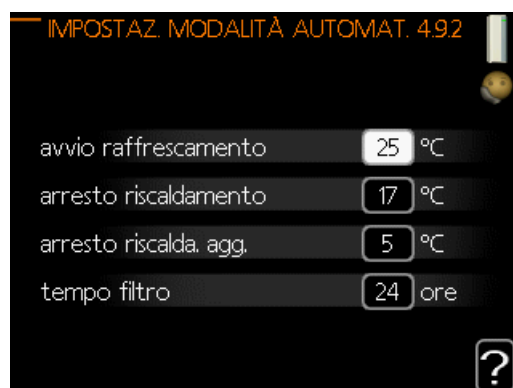 IMPOSTAZ. MODALITÀ AUTOMAT. 4.9.2
avvio raffrescamento 25 °C
arresto riscaldamento 17 °C
arresto riscalda. agg. 5 °C
tempo filtro 24 ore
?